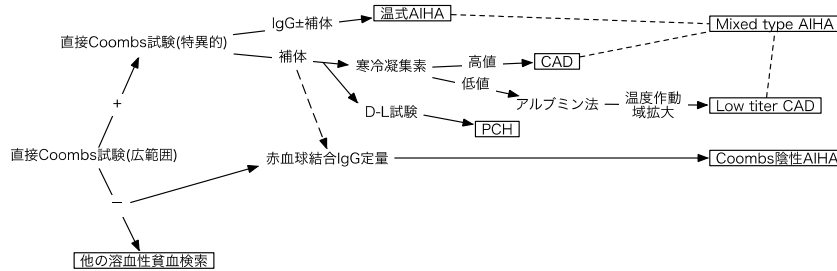 IgG±補体
温式AIHA
Mixed type AIHA
直接Coombs試験(特異的)
補体
寒冷凝集素
高値
CAD
低値
アルブミン法
温度作動
域拡大
Low titer CAD
D-L試験
PCH
+
直接Coombs試験(広範囲)
赤血球結合IgG定量
Coombs陰性AIHA
−
他の溶血性貧血検索